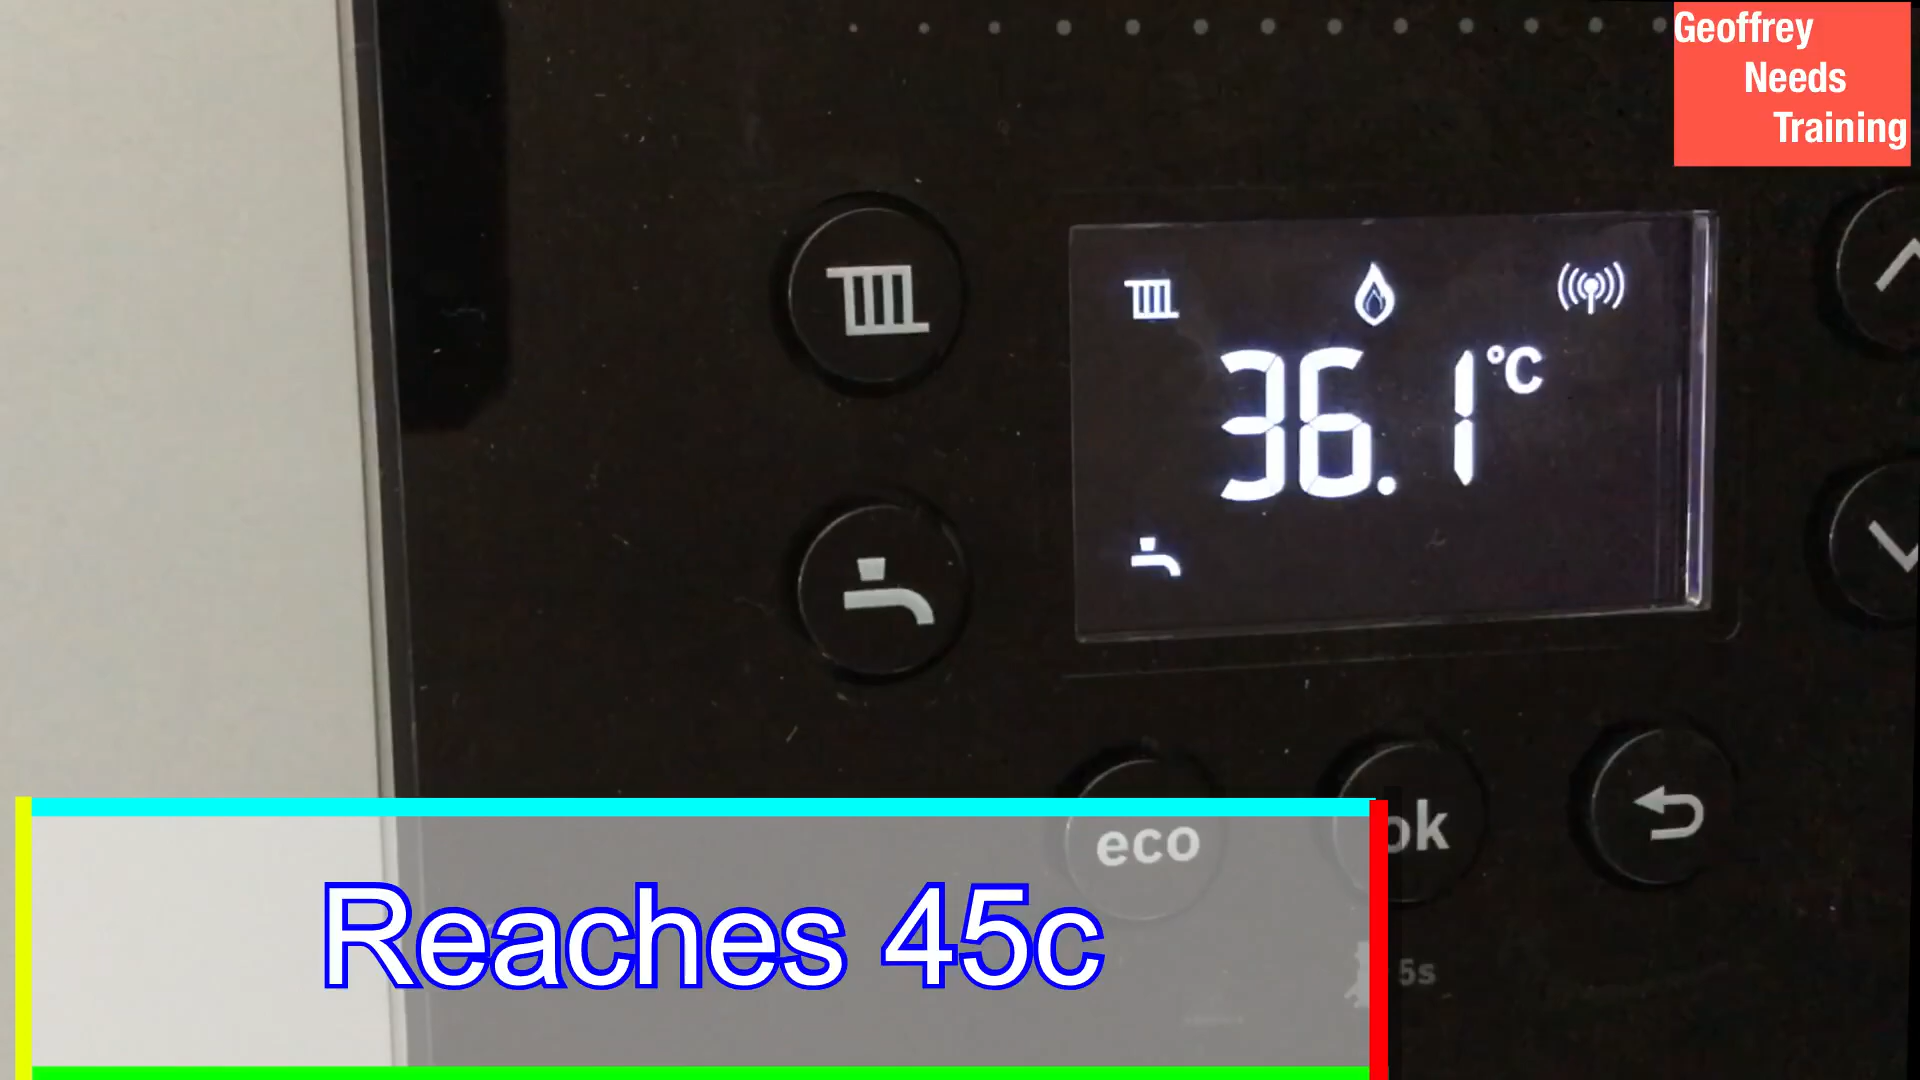 Geoffrey
Needs
Training
36.1°C
eco
ok
Reaches 45c
5s